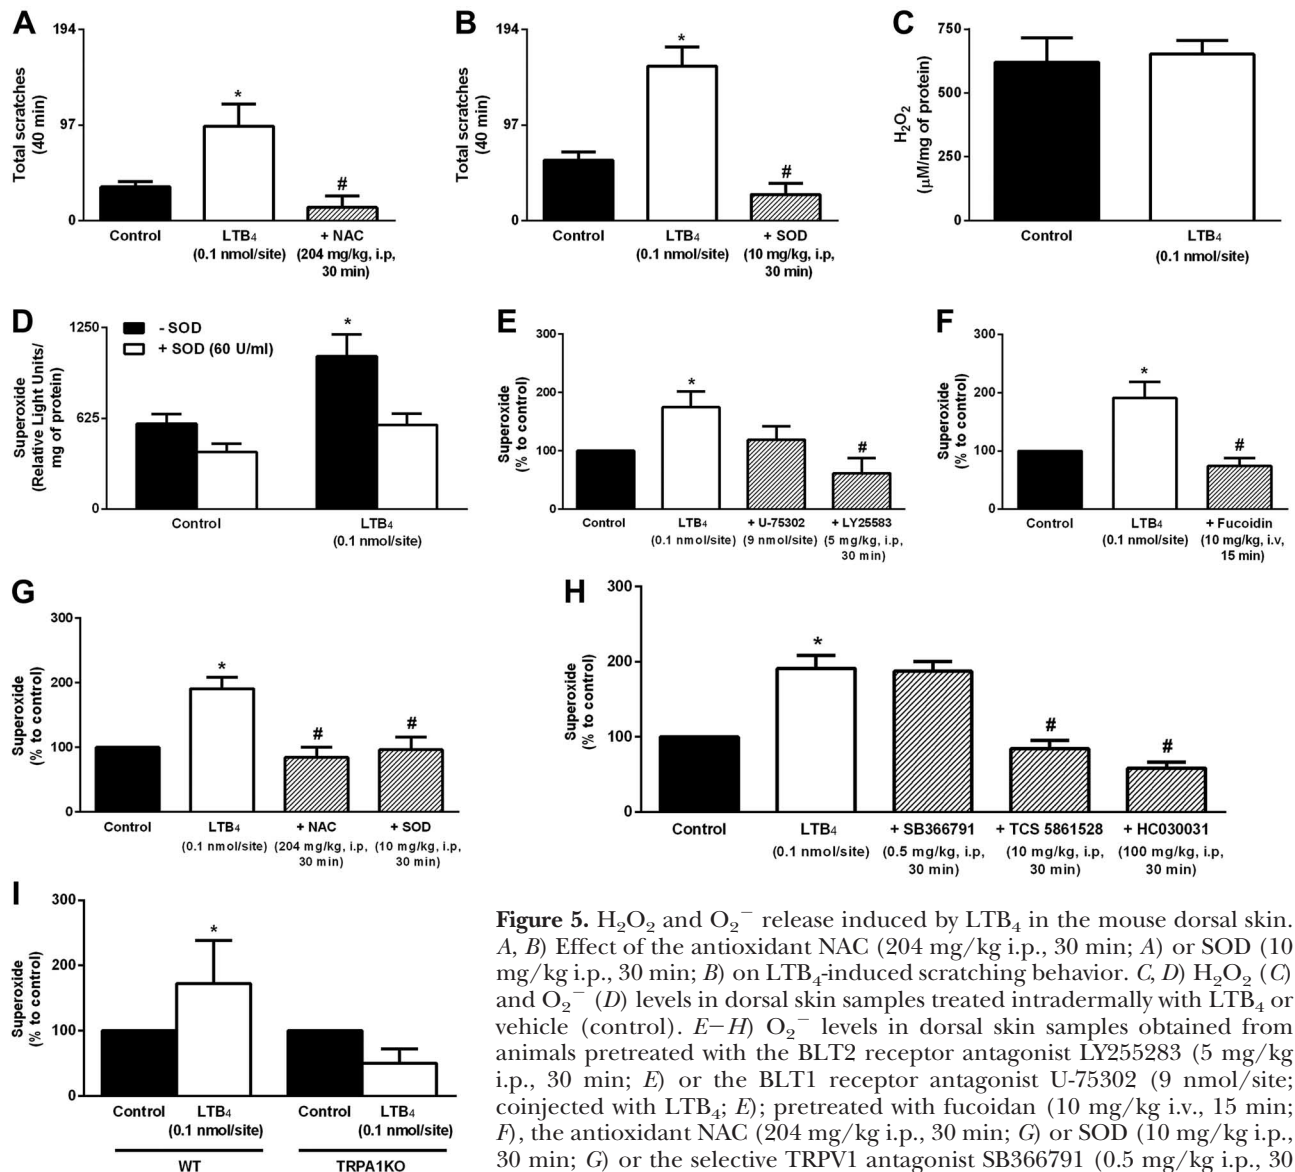 A
194
97
0
Total scratches
(40 min)
*
#
Control
LTB4
(0.1 nmol/site)
+ NAC
(204 mg/kg, i.p,
30 min)
B
194
97
0
Total scratches
(40 min)
*
#
Control
LTB4
(0.1 nmol/site)
+ SOD
(10 mg/kg, i.p,
30 min)
C
750
500
250
0
H2O2
(µM/mg of protein)
Control
LTB4
(0.1 nmol/site)
D
1250
625
0
Superoxide
(Relative Light Units/
mg of protein)
- SOD
+ SOD (60 U/ml)
*
Control
LTB4
(0.1 nmol/site)
E
300
200
100
0
Superoxide
(% to control)
*
#
Control
LTB4
(0.1 nmol/site)
+ U-75302
(9 nmol/site)
+ LY25583
(5 mg/kg, i.p,
30 min)
F
300
200
100
0
Superoxide
(% to control)
*
#
Control
LTB4
(0.1 nmol/site)
+ Fucoidin
(10 mg/kg, i.v,
15 min)
G
300
200
100
0
Superoxide
(% to control)
*
#
#
Control
LTB4
(0.1 nmol/site)
+ NAC
(204 mg/kg, i.p,
30 min)
+ SOD
(10 mg/kg, i.p,
30 min)
H
300
200
100
0
Superoxide
(% to control)
*
#
#
Control
LTB4
(0.1 nmol/site)
+ SB366791
(0.5 mg/kg, i.p,
30 min)
+ TCS 5861528
(10 mg/kg, i.p,
30 min)
+ HC030031
(100 mg/kg, i.p,
30 min)
I
300
200
100
0
Superoxide
(% to control)
*
Control
LTB4
(0.1 nmol/site)
WT
Control
LTB4
(0.1 nmol/site)
TRPA1KO
Figure 5. H2O2 and O2− release induced by LTB4 in the mouse dorsal skin.
A, B) Effect of the antioxidant NAC (204 mg/kg i.p., 30 min; A) or SOD (10
mg/kg i.p., 30 min; B) on LTB4-induced scratching behavior. C, D) H2O2 (C)
and O2− (D) levels in dorsal skin samples treated intradermally with LTB4 or
vehicle (control). E−H) O2− levels in dorsal skin samples obtained from
animals pretreated with the BLT2 receptor antagonist LY255283 (5 mg/kg
i.p., 30 min; E) or the BLT1 receptor antagonist U-75302 (9 nmol/site;
coinjected with LTB4; E); pretreated with fucoidan (10 mg/kg i.v., 15 min;
F), the antioxidant NAC (204 mg/kg i.p., 30 min; G) or SOD (10 mg/kg i.p.,
30 min; G) or the selective TRPV1 antagonist SB366791 (0.5 mg/kg i.p., 30